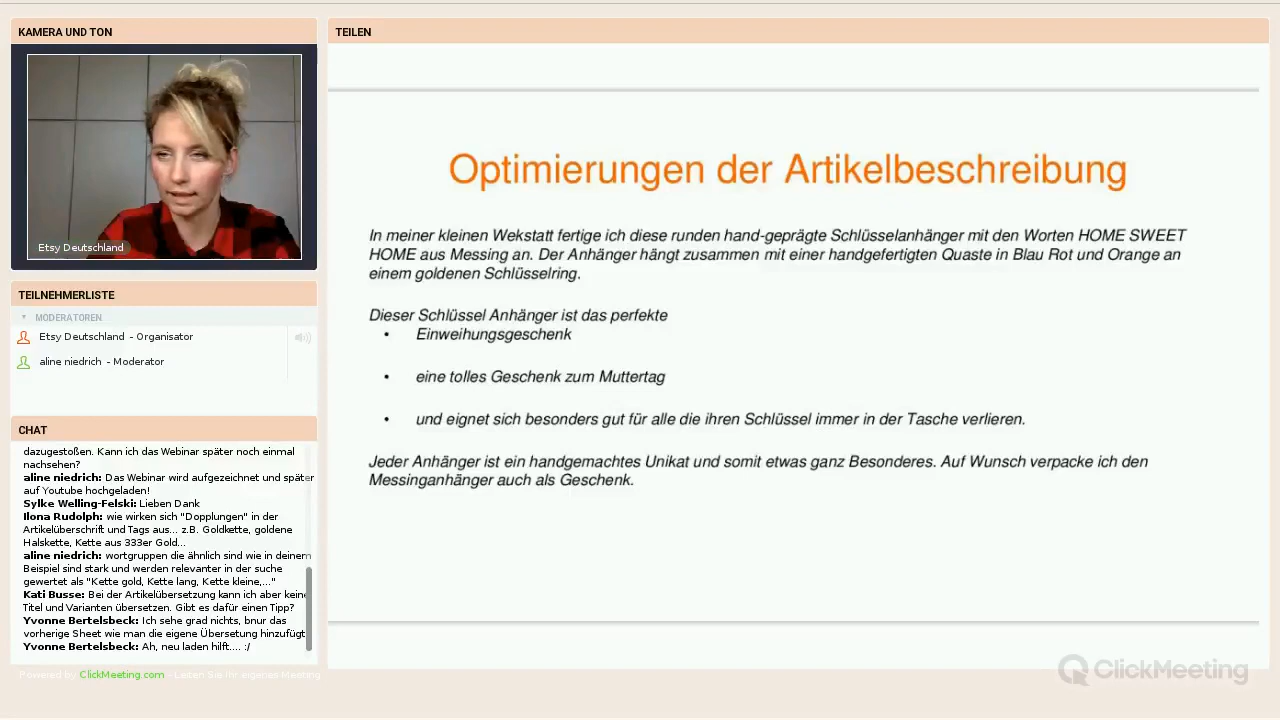 KAMERA UND TON
Etsy Deutschland
TEILNEHMERLISTE
MODERATOREN
Etsy Deutschland - Organisator
aline niedrich - Moderator
CHAT
dazugestoßen. Kann ich das Webinar später noch einmal
nachsehen?
aline niedrich: Das Webinar wird aufgezeichnet und später
auf Youtube hochgeladen!
Sylke Welling-Felski: Lieben Dank
Ilona Rudolph: wie wirken sich "Dopplungen" in der
Artikelüberschrift und Tags aus... z.B. Goldkette, goldene
Halskette, Kette aus 333er Gold...
aline niedrich: wortgruppen die ähnlich sind wie in deinem
Beispiel sind stark und werden relevanter in der suche
gewertet als "Kette gold, Kette lang, Kette kleine,..."
Kati Busse: Bei der Artikelübersetzung kann ich aber keine
Titel und Varianten übersetzen. Gibt es dafür einen Tipp?
Yvonne Bertelsbeck: Ich sehe grad nichts, bnur das
vorherige Sheet wie man die eigene Übersetung hinzufügt
Yvonne Bertelsbeck: Ah, neu laden hilft.... :/
Powered by ClickMeeting.com - Leiten Sie Ihr eigenes Meeting
TEILEN
Optimierungen der Artikelbeschreibung
In meiner kleinen Wekstatt fertige ich diese runden hand-geprägte Schlüsselanhänger mit den Worten HOME SWEET
HOME aus Messing an. Der Anhänger hängt zusammen mit einer handgefertigten Quaste in Blau Rot und Orange an
einem goldenen Schlüsselring.
Dieser Schlüssel Anhänger ist das perfekte
• Einweihungsgeschenk
• eine tolles Geschenk zum Muttertag
• und eignet sich besonders gut für alle die ihren Schlüssel immer in der Tasche verlieren.
Jeder Anhänger ist ein handgemachtes Unikat und somit etwas ganz Besonderes. Auf Wunsch verpacke ich den
Messinganhänger auch als Geschenk.
ClickMeeting